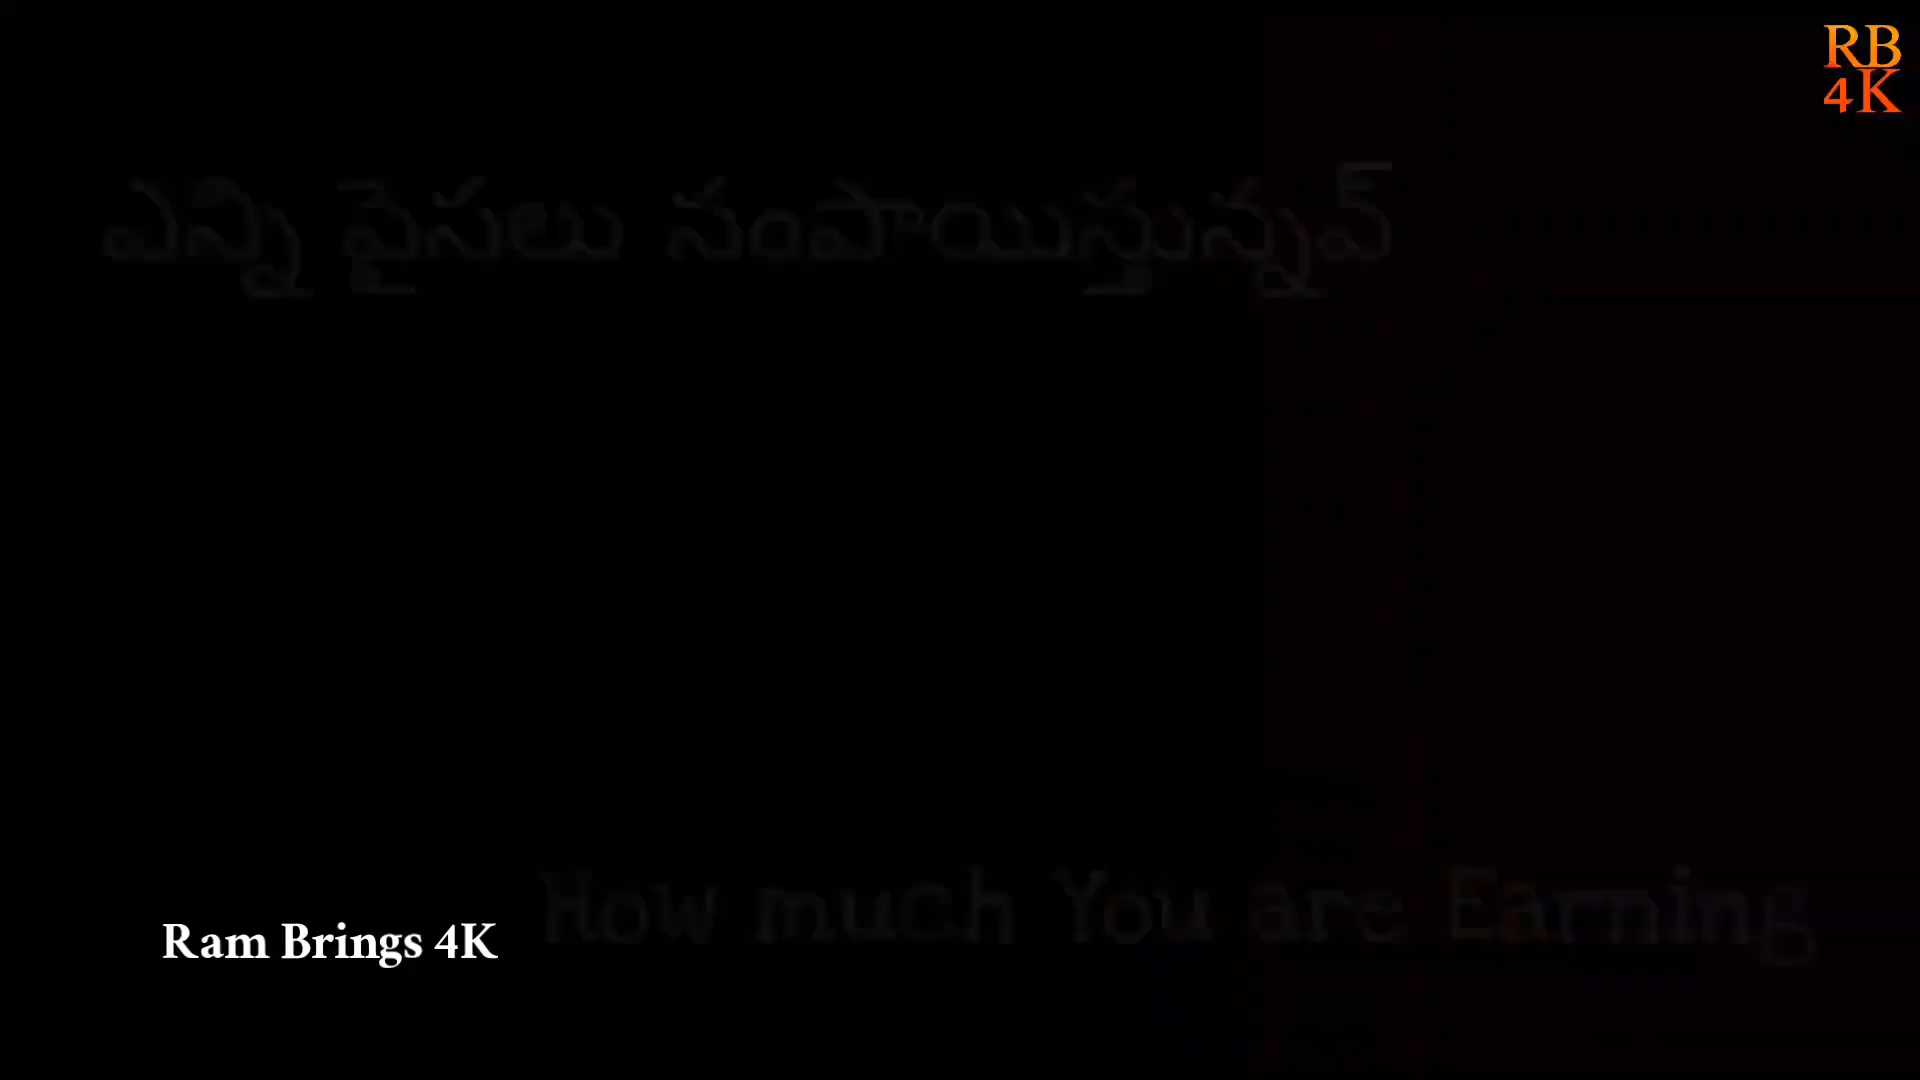 RB
4K
ఎన్ని పైసలు సంపాయిస్తున్నవ్
How much You are Earning
Ram Brings 4K